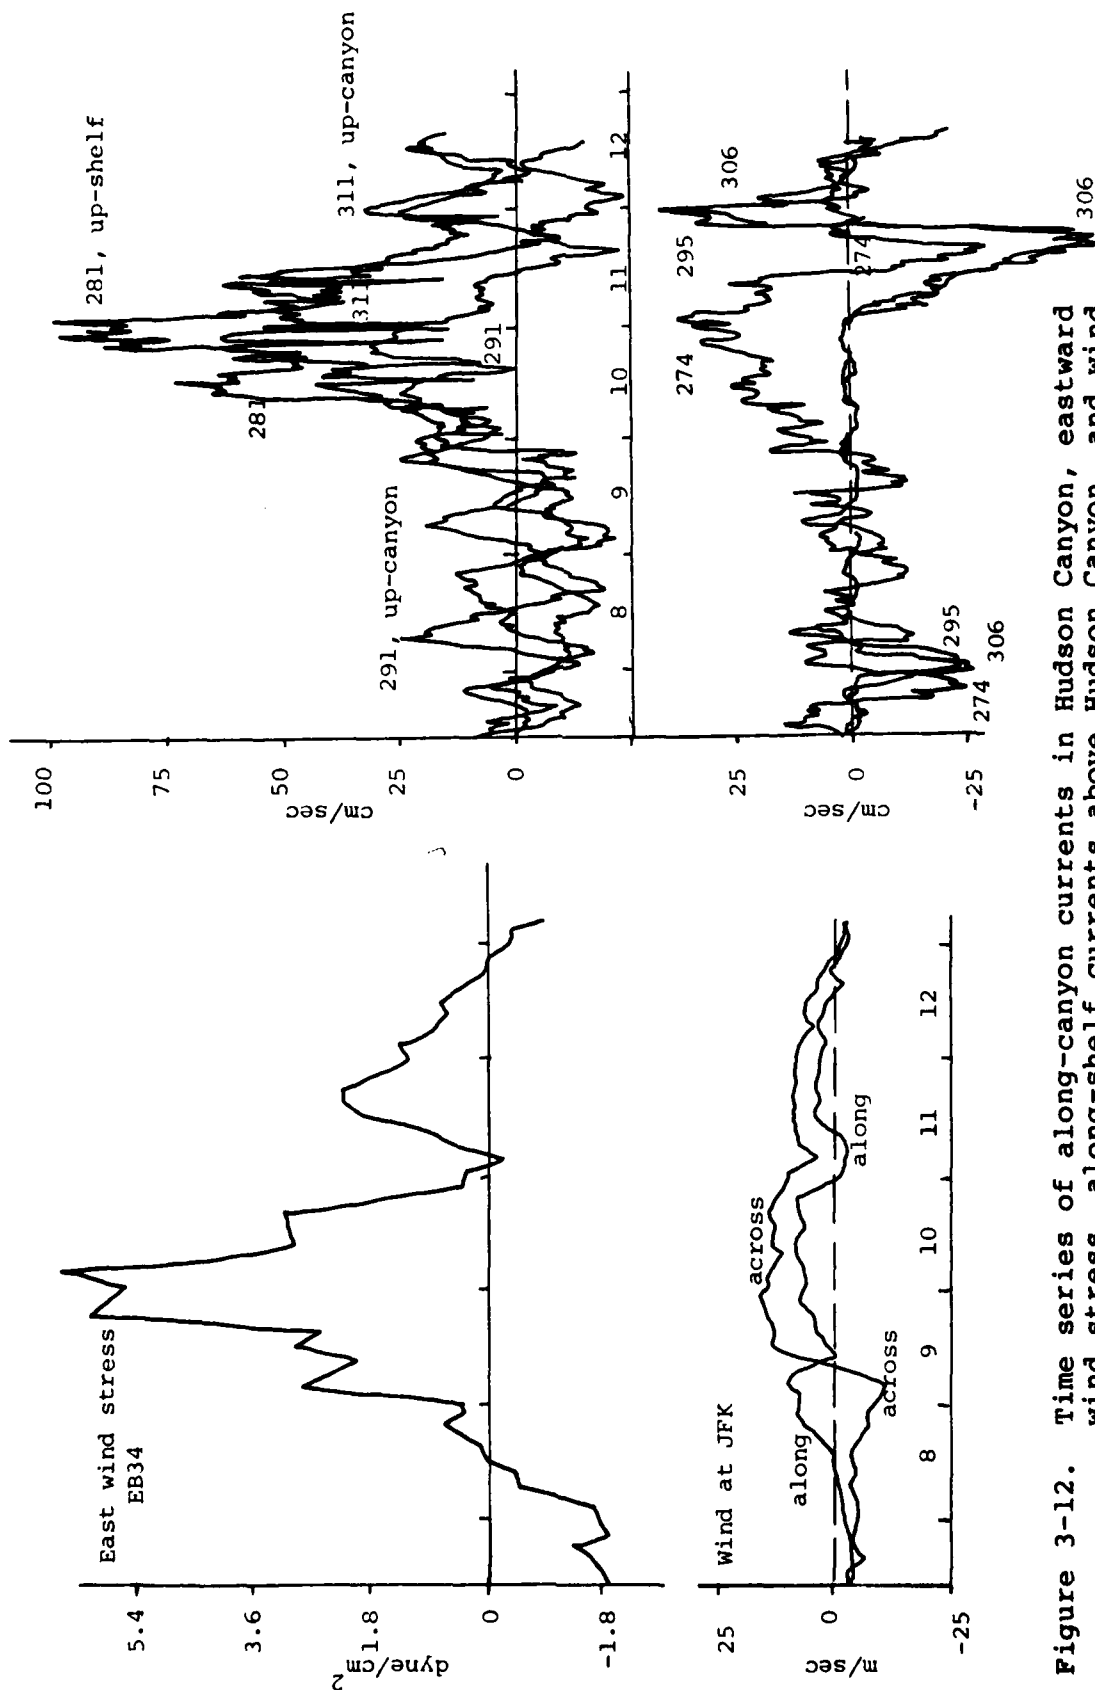 East wind stress
EB34
5.4
3.6
1.8
0
-1.8
dyne/cm2
Wind at JFK
along
across
across
along
25
0
-25
m/sec
8
9
10
11
12
100
75
50
25
0
cm/sec
281, up-shelf
311, up-canyon
291, up-canyon
281
311
291
8
9
10
11
12
25
0
-25
cm/sec
274
295
306
274
295
306
274
306
Figure 3-12. Time series of along-canyon currents in Hudson Canyon, eastward
wind stress, along-shelf currents above Hudson Canyon, and wind